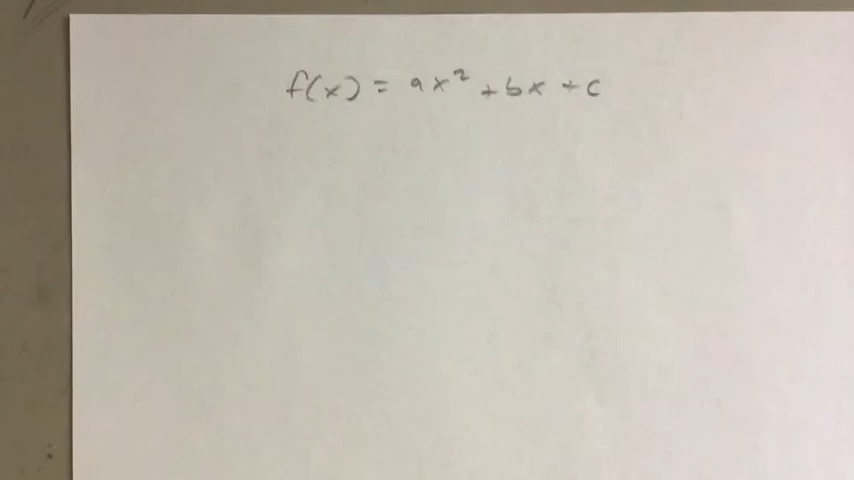 f(x) = ax² + bx + c